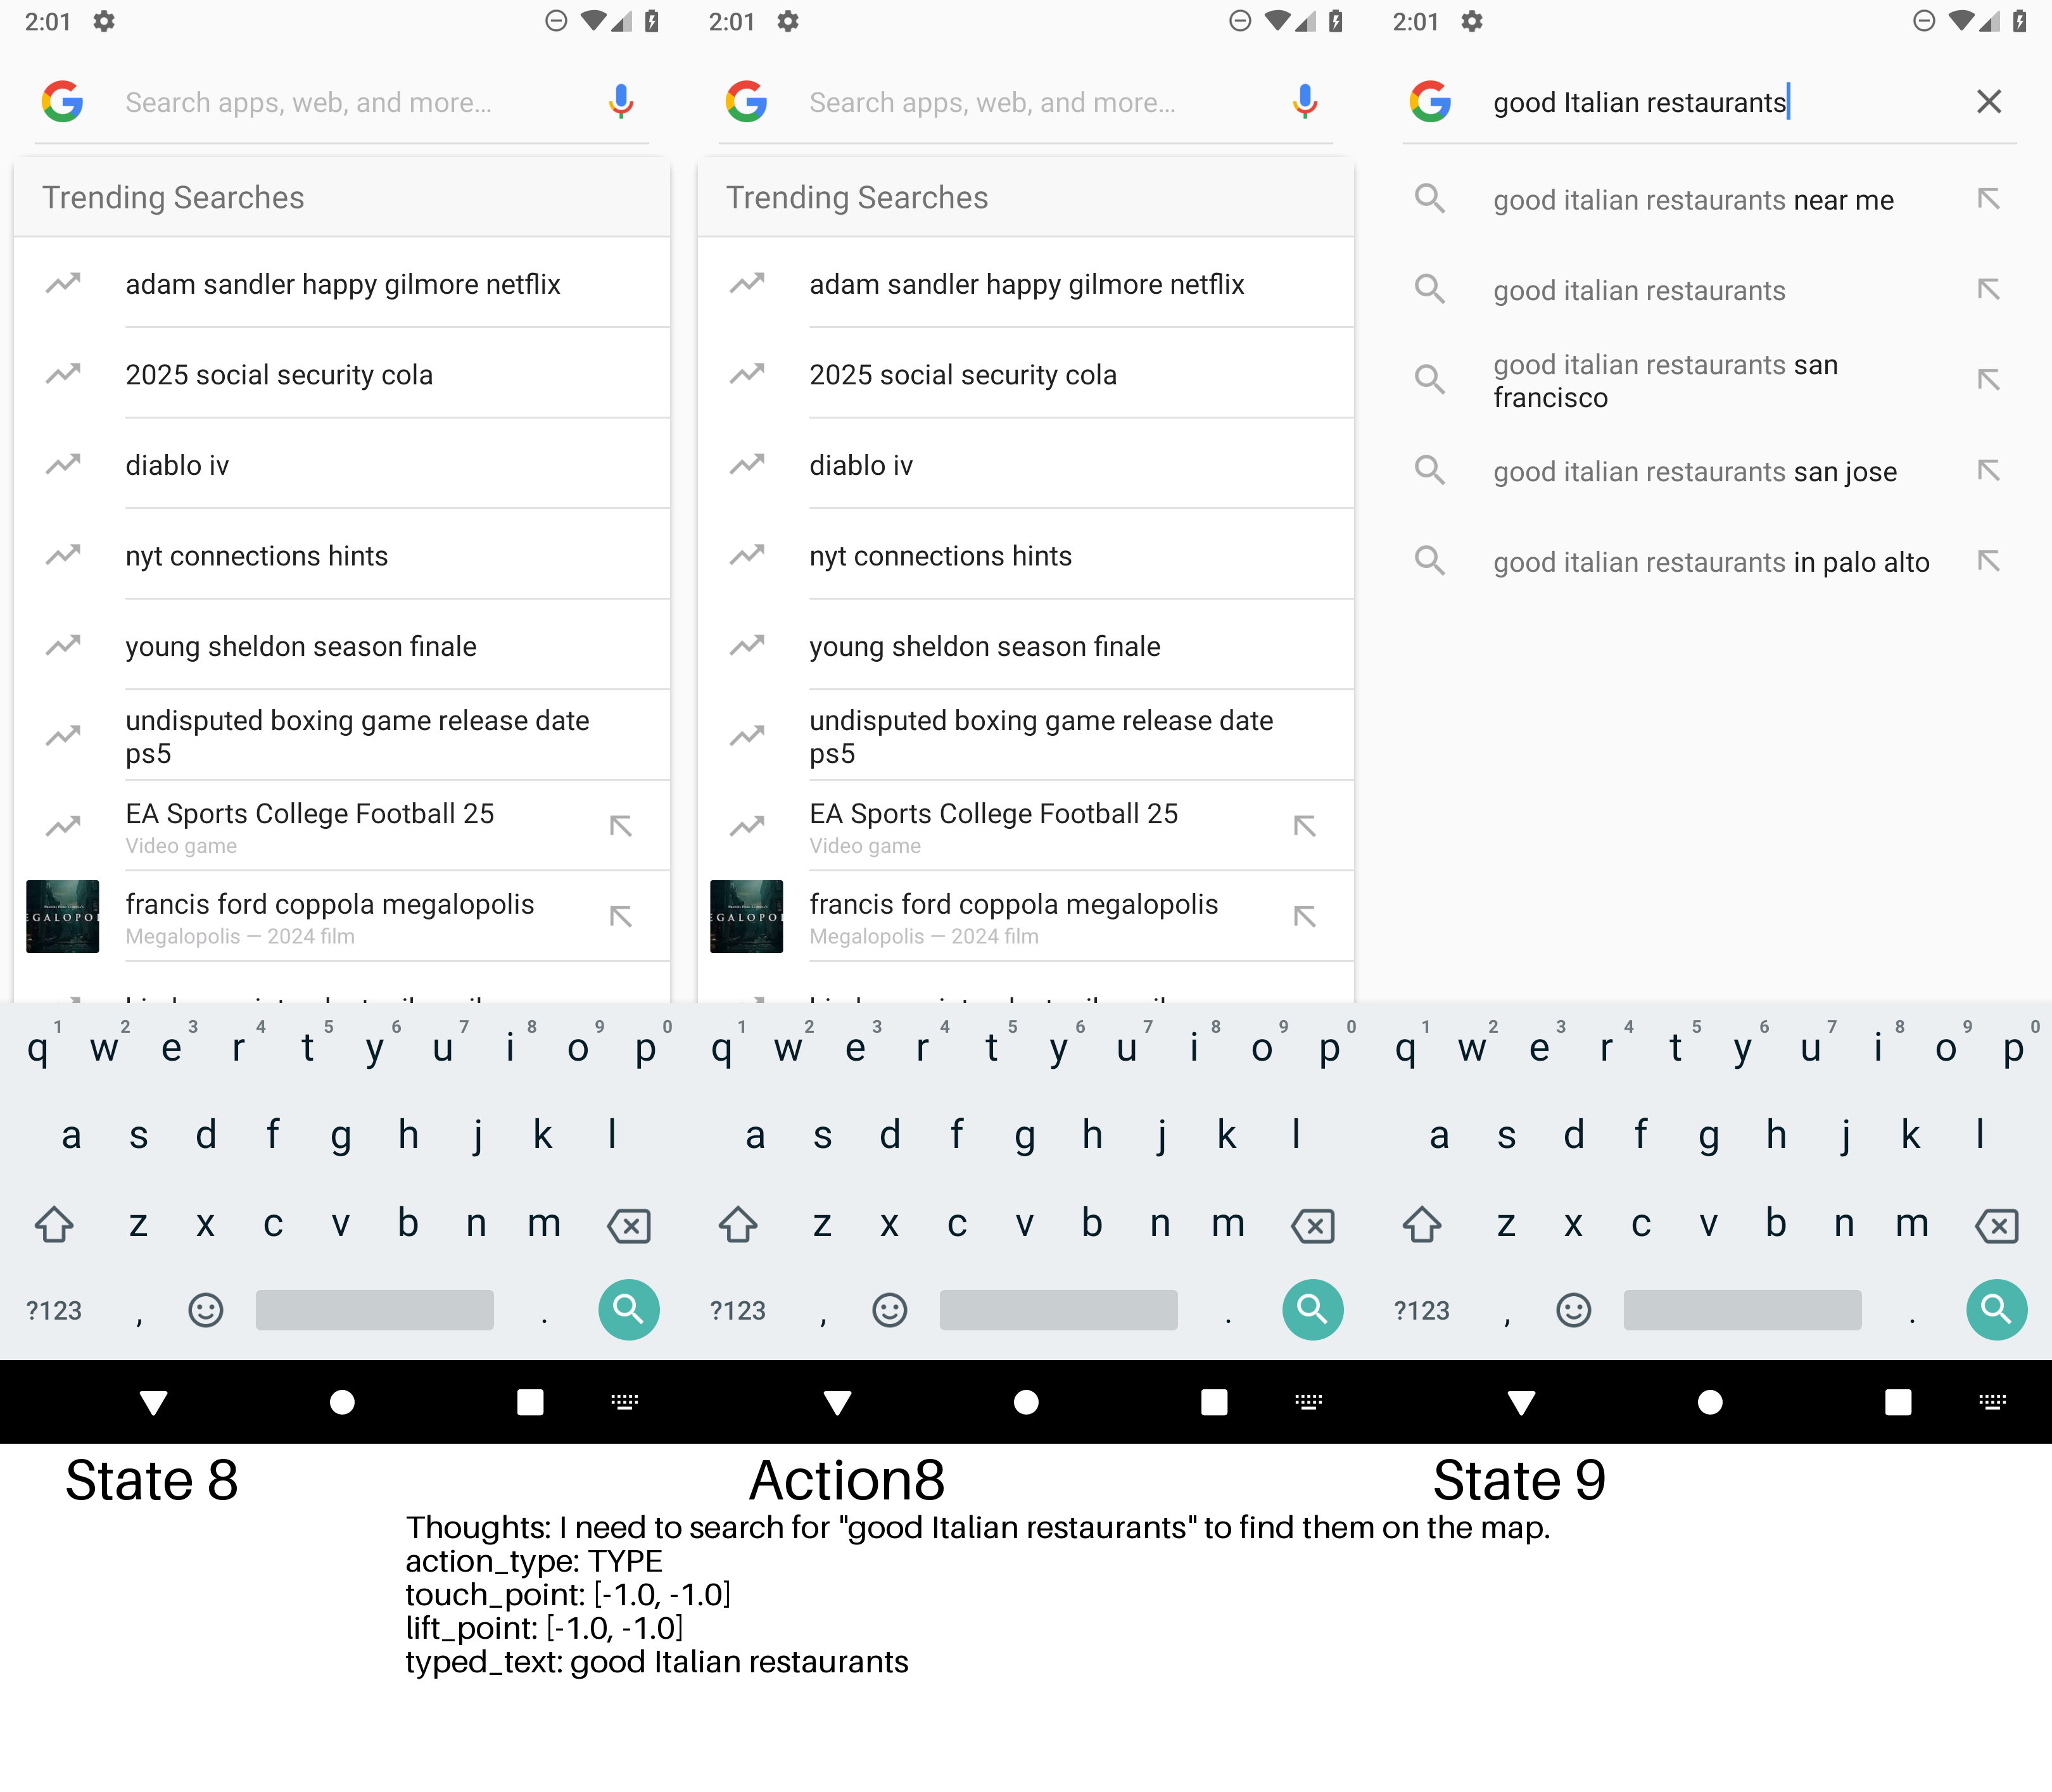 2:01
Search apps, web, and more...
Trending Searches
adam sandler happy gilmore netflix
2025 social security cola
diablo iv
nyt connections hints
young sheldon season finale
undisputed boxing game release date
ps5
EA Sports College Football 25
Video game
EGALOPOI
francis ford coppola megalopolis
Megalopolis — 2024 film
1 2 3 4 5 6 7 8 9 0
q w e r t y u i o p
a s d f g h j k l
z x c v b n m
?123 , .
State 8
2:01
Search apps, web, and more...
Trending Searches
adam sandler happy gilmore netflix
2025 social security cola
diablo iv
nyt connections hints
young sheldon season finale
undisputed boxing game release date
ps5
EA Sports College Football 25
Video game
EGALOPOI
francis ford coppola megalopolis
Megalopolis — 2024 film
1 2 3 4 5 6 7 8 9 0
q w e r t y u i o p
a s d f g h j k l
z x c v b n m
?123 , .
Action8
2:01
good Italian restaurants
good italian restaurants near me
good italian restaurants
good italian restaurants san
francisco
good italian restaurants san jose
good italian restaurants in palo alto
1 2 3 4 5 6 7 8 9 0
q w e r t y u i o p
a s d f g h j k l
z x c v b n m
?123 , .
State 9
Thoughts: I need to search for "good Italian restaurants" to find them on the map.
action_type: TYPE
touch_point: [-1.0, -1.0]
lift_point: [-1.0, -1.0]
typed_text: good Italian restaurants